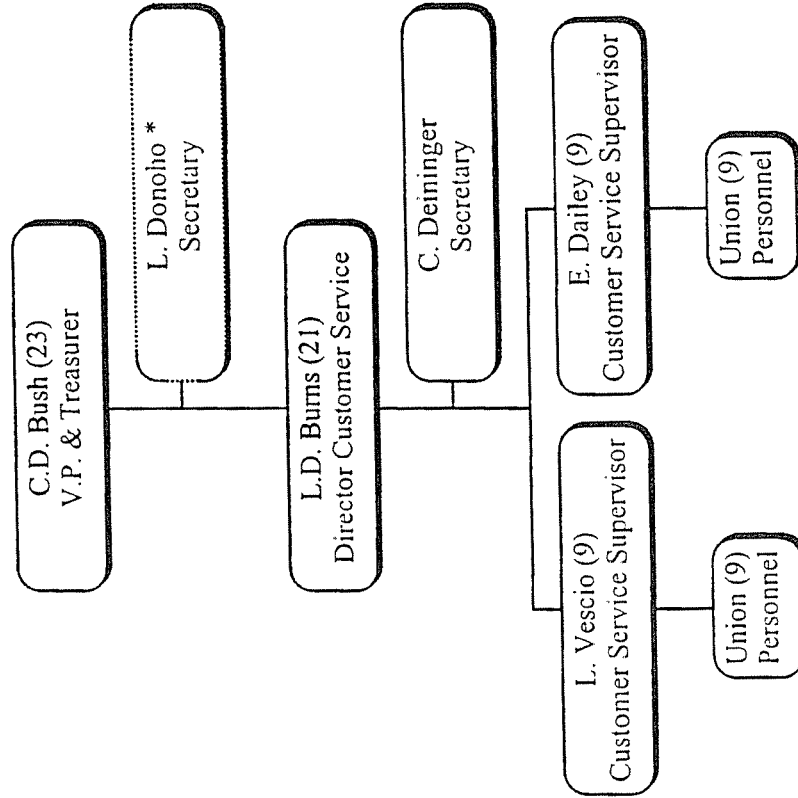 C.D. Bush (23)
V.P. & Treasurer
L. Donoho *
Secretary
L.D. Burns (21)
Director Customer Service
C. Deininger
Secretary
L. Vescio (9)
Customer Service Supervisor
E. Dailey (9)
Customer Service Supervisor
Union (9)
Personnel
Union (9)
Personnel